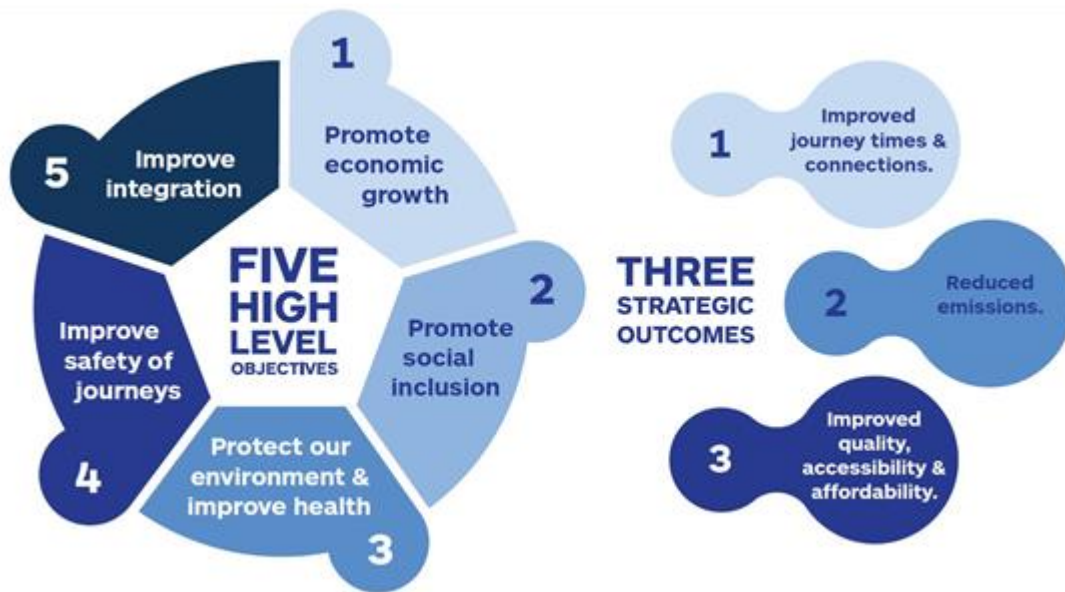 FIVE
HIGH
LEVEL
OBJECTIVES
1
Promote
economic
growth
2
Promote
social
inclusion
3
Protect our
environment &
improve health
4
Improve
safety of
journeys
5
Improve
integration
THREE
STRATEGIC
OUTCOMES
1
Improved
journey times &
connections.
2
Reduced
emissions.
3
Improved
quality,
accessibility &
affordability.